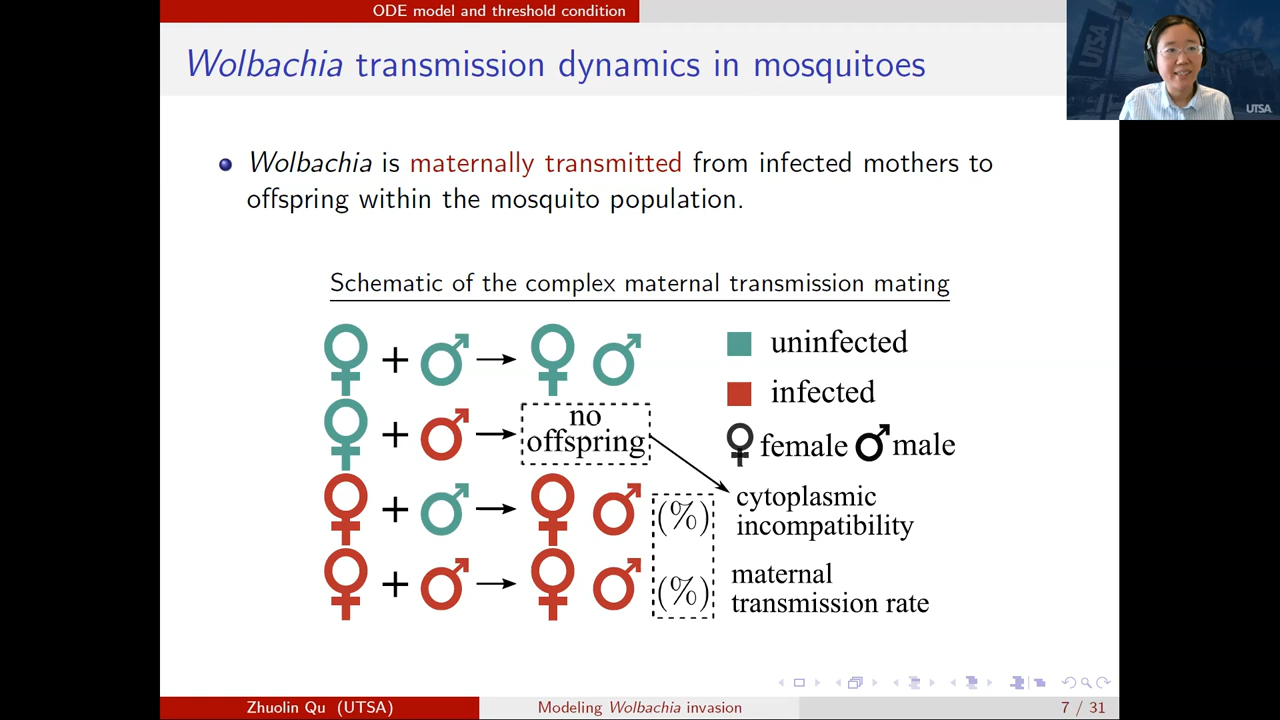 ODE model and threshold condition
Wolbachia transmission dynamics in mosquitoes
UTSA
UTSA
Wolbachia is maternally transmitted from infected mothers to
offspring within the mosquito population.
Schematic of the complex maternal transmission mating
+
uninfected
+
no
offspring
infected
female
male
+
(%)
cytoplasmic
incompatibility
+
(%)
maternal
transmission rate
Zhuolin Qu (UTSA)
Modeling Wolbachia invasion
7 / 31